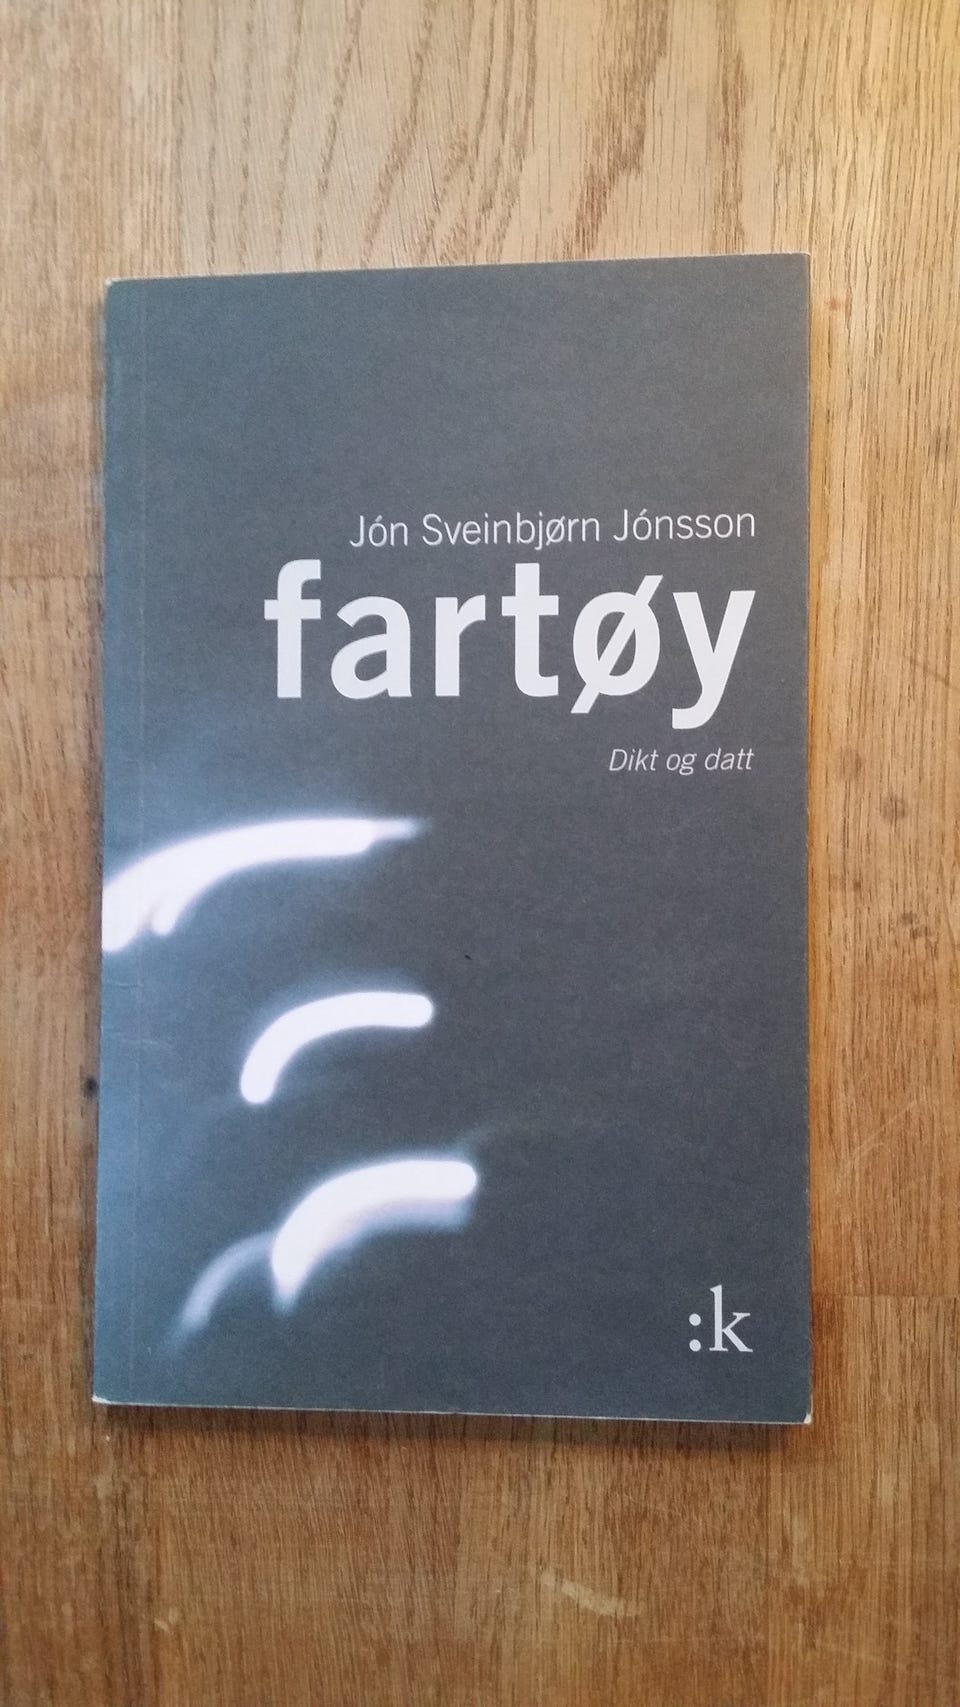 Jón Sveinbjørn Jónsson
fartøy
Dikt og datt
:k